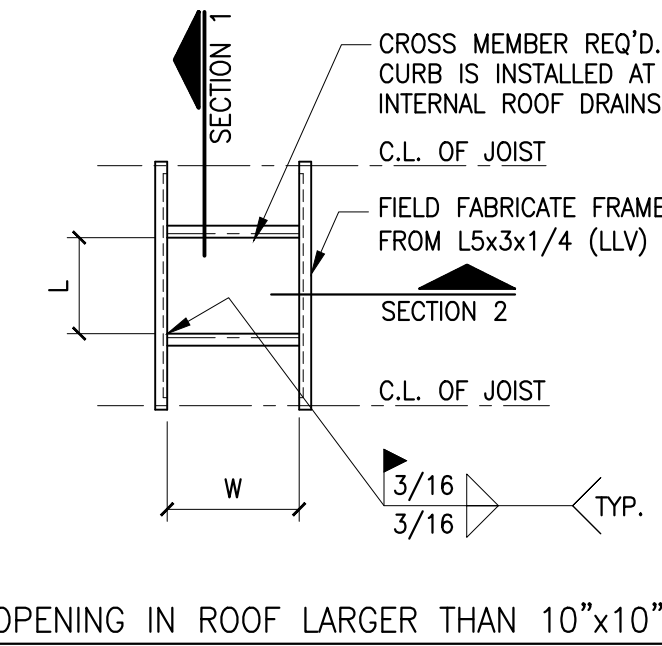 SECTION 1
CROSS MEMBER REQ'D.
CURB IS INSTALLED AT
INTERNAL ROOF DRAINS
C.L. OF JOIST
FIELD FABRICATE FRAME
FROM L5x3x1/4 (LLV)
L
SECTION 2
C.L. OF JOIST
W
3/16
3/16
TYP.
OPENING IN ROOF LARGER THAN 10"x10"